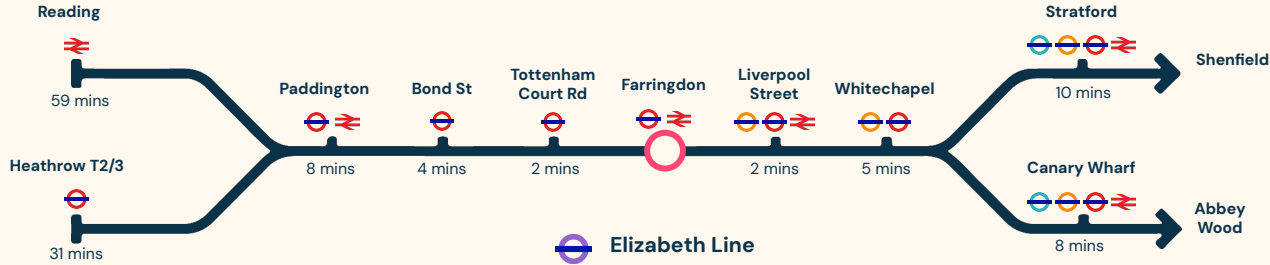 Reading
59 mins
Heathrow T2/3
31 mins
Paddington
8 mins
Bond St
4 mins
Tottenham
Court Rd
2 mins
Farringdon
Liverpool
Street
2 mins
Whitechapel
5 mins
Stratford
10 mins
Shenfield
Canary Wharf
8 mins
Abbey
Wood
Elizabeth Line